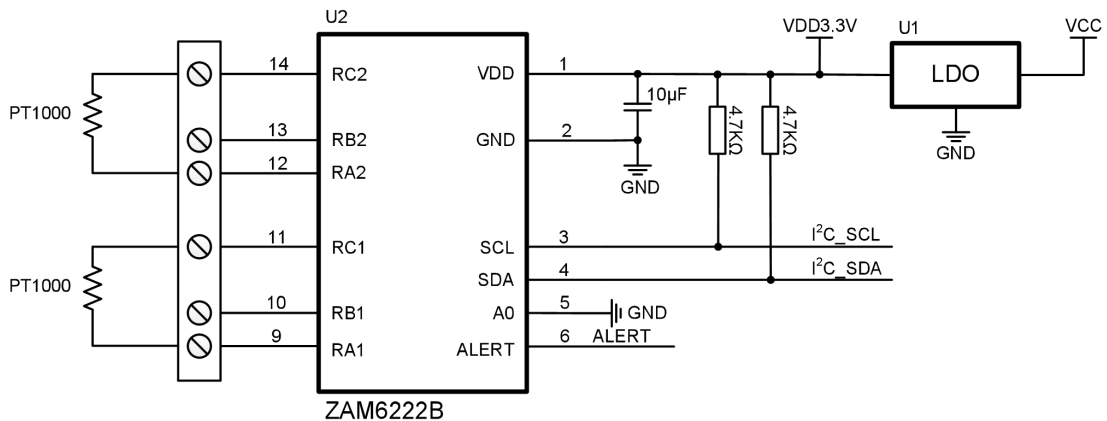 U2
VDD3.3V
U1
VCC
14
RC2
VDD
1
LDO
PT1000
10μF
4.7KΩ
4.7KΩ
13
RB2
GND
2
GND
12
RA2
GND
11
RC1
SCL
3
I²C_SCL
SDA
4
I²C_SDA
PT1000
10
RB1
A0
5
GND
9
RA1
ALERT
6
ALERT
ZAM6222B